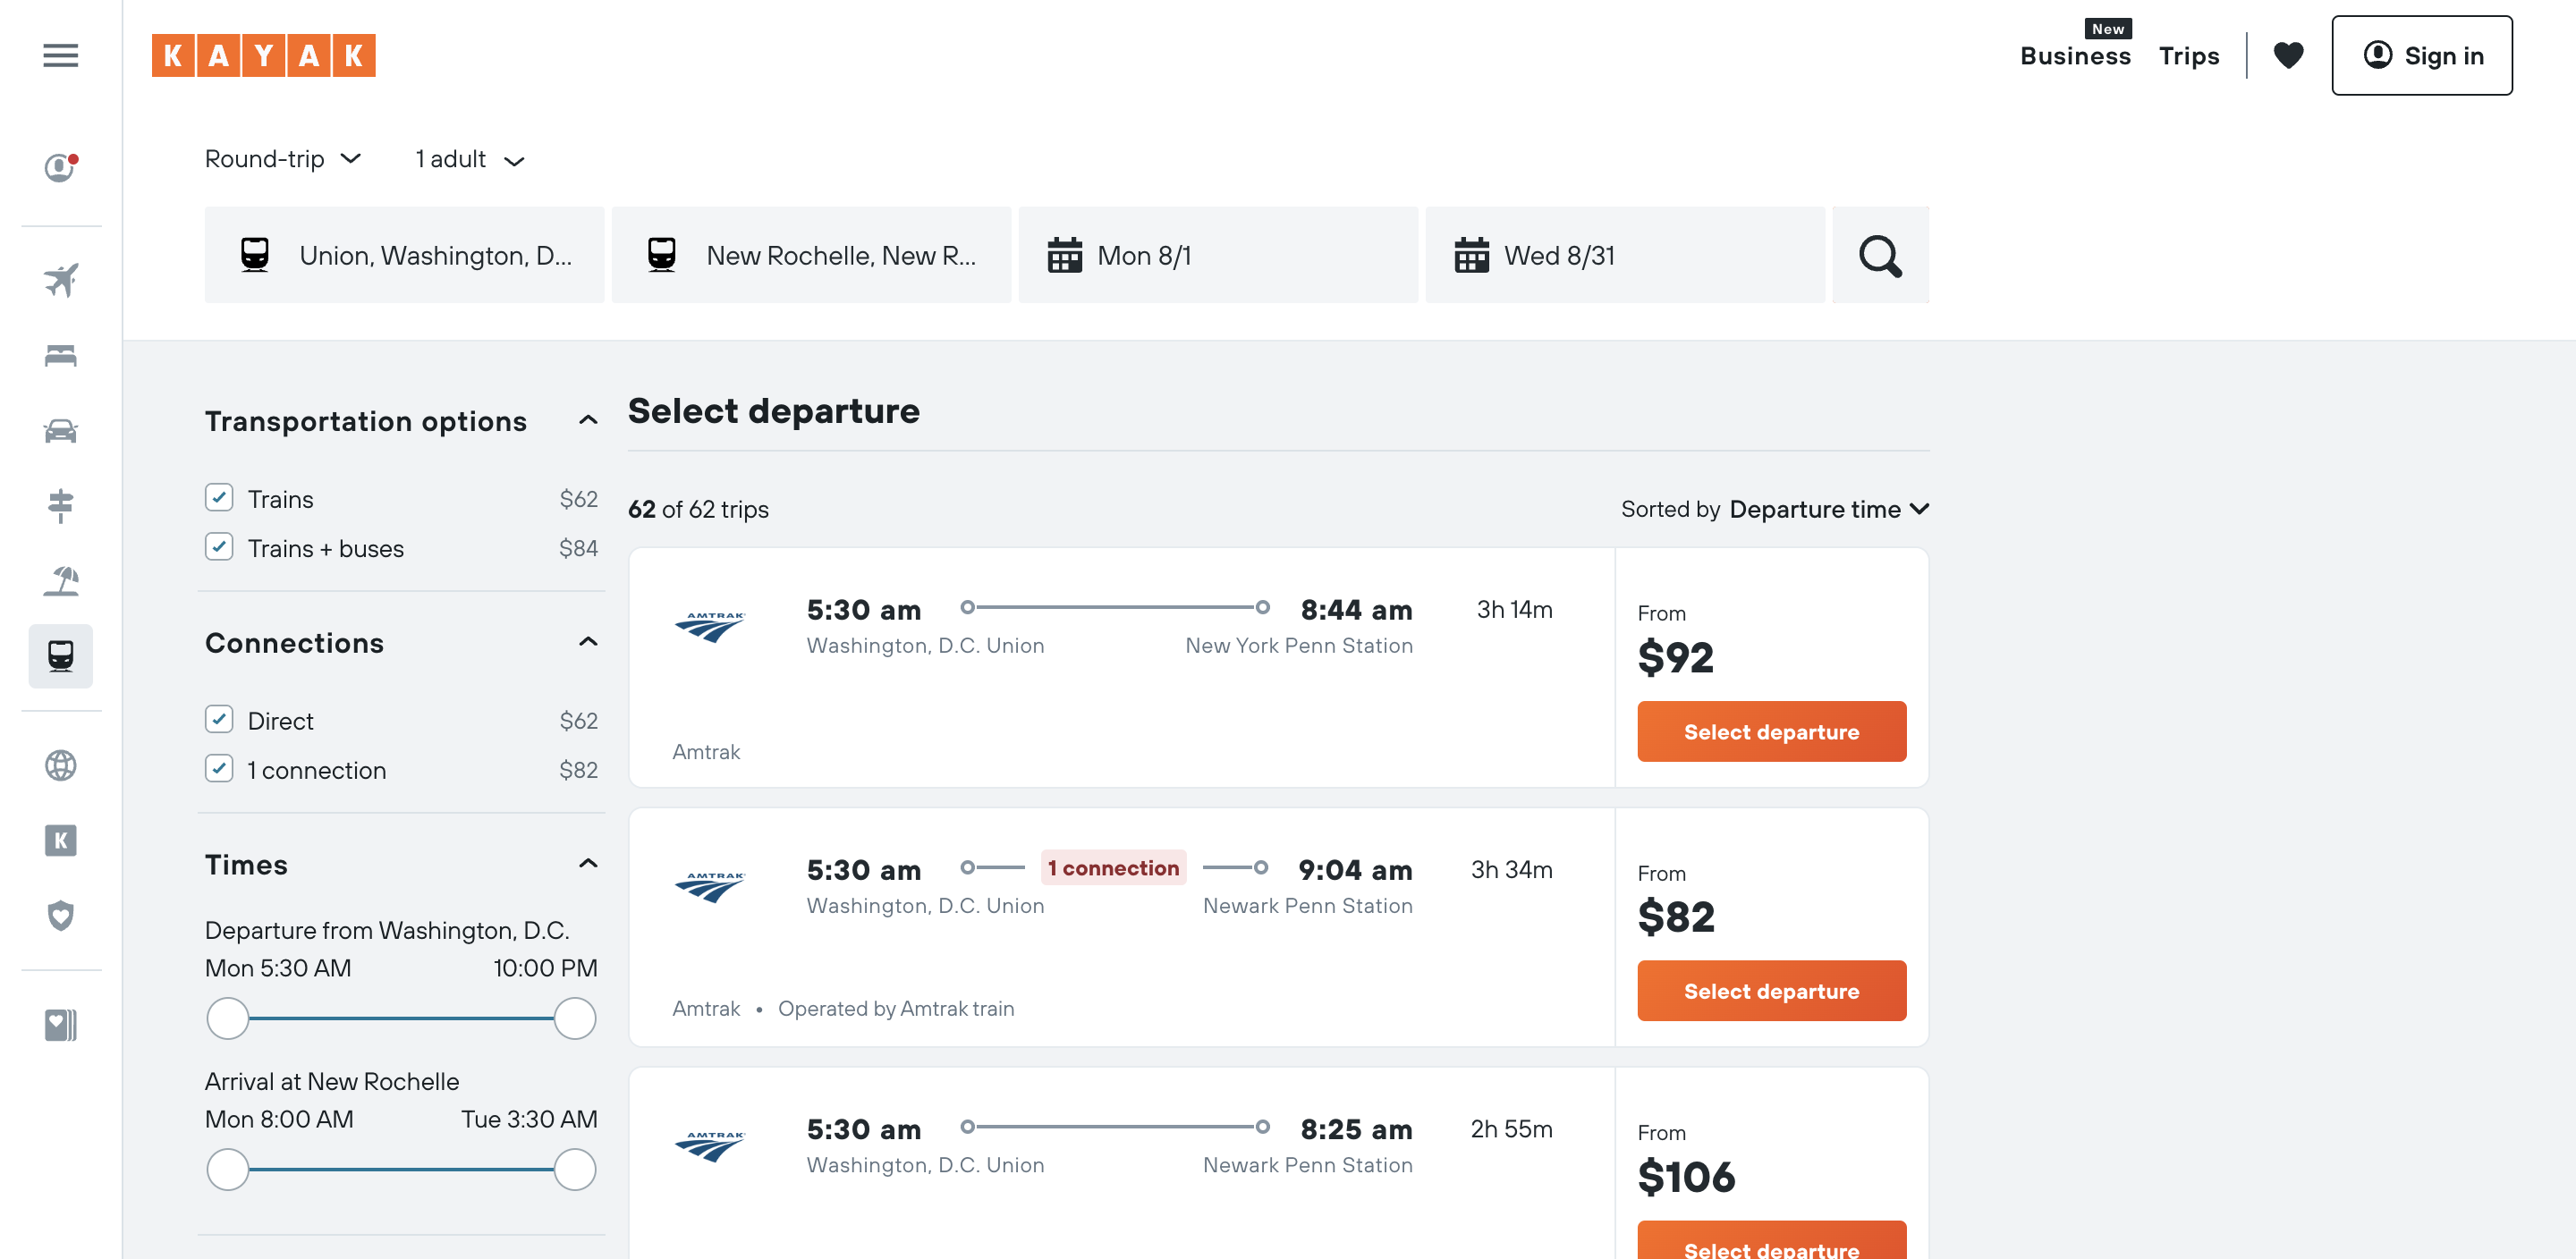 KAYAK
New
Business Trips
Sign in
Round-trip
1 adult
Union, Washington, D...
New Rochelle, New R...
Mon 8/1
Wed 8/31
Transportation options
Trains $62
Trains + buses $84
Connections
Direct $62
1 connection $82
Times
Departure from Washington, D.C.
Mon 5:30 AM 10:00 PM
Arrival at New Rochelle
Mon 8:00 AM Tue 3:30 AM
K
Select departure
62 of 62 trips
Sorted by Departure time
AMTRAK
5:30 am 8:44 am 3h 14m
Washington, D.C. Union New York Penn Station
Amtrak
From
$92
Select departure
AMTRAK
5:30 am 1 connection 9:04 am 3h 34m
Washington, D.C. Union Newark Penn Station
Amtrak • Operated by Amtrak train
From
$82
Select departure
AMTRAK
5:30 am 8:25 am 2h 55m
Washington, D.C. Union Newark Penn Station
From
$106
Select departure